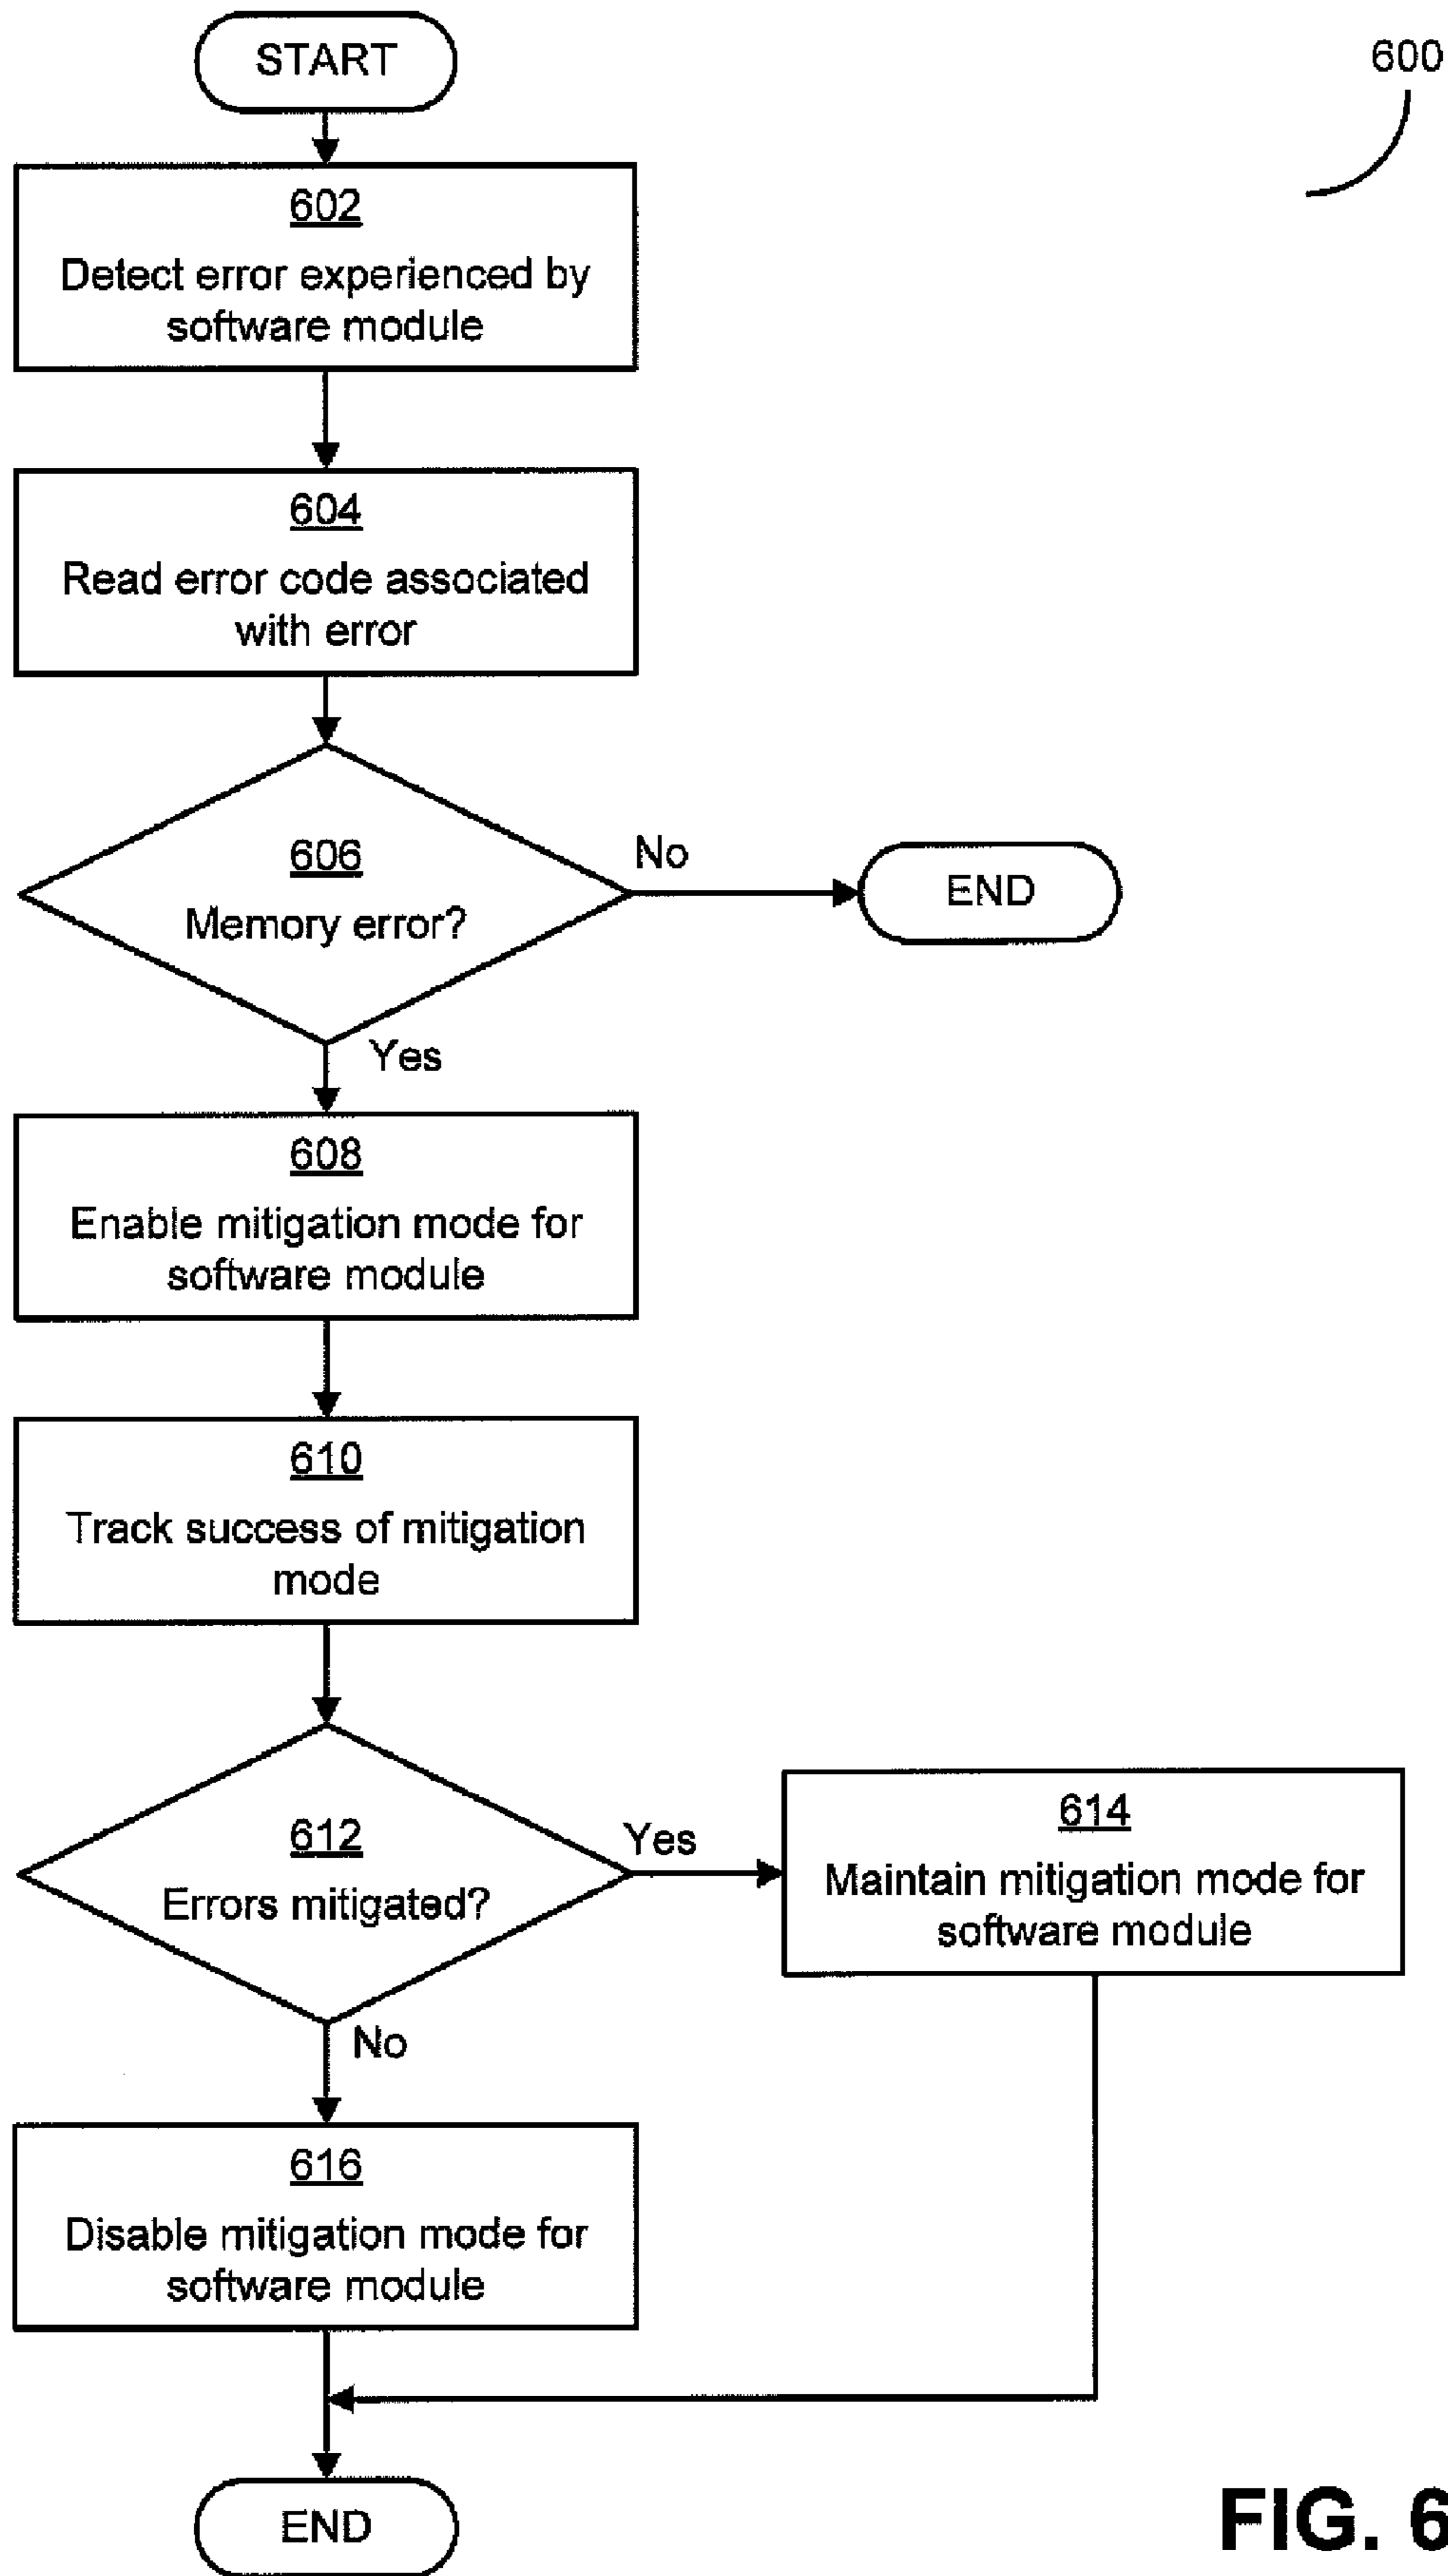 START
600
602
Detect error experienced by
software module
604
Read error code associated
with error
606
Memory error?
No
END
Yes
608
Enable mitigation mode for
software module
610
Track success of mitigation
mode
612
Errors mitigated?
Yes
614
Maintain mitigation mode for
software module
No
616
Disable mitigation mode for
software module
END
FIG. 6